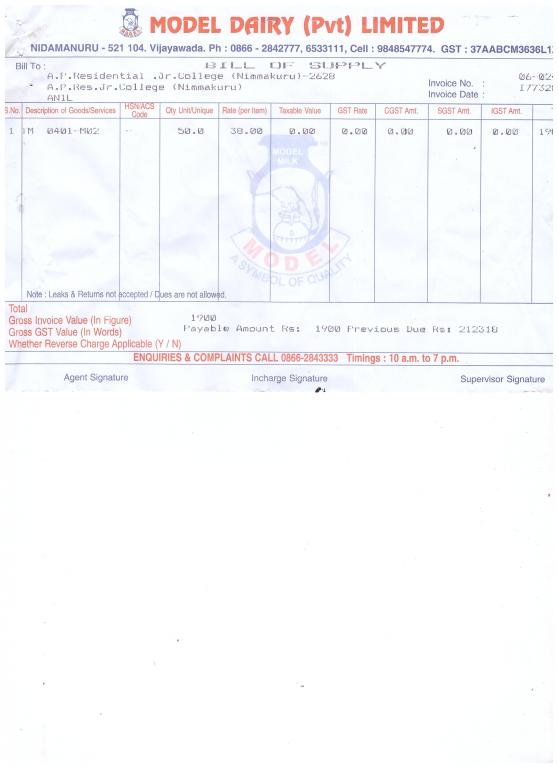 MODEL DAIRY (Pvt) LIMITED
NIDAMANURU - 521 104. Vijayawada. Ph : 0866 - 2842777, 6533111, Cell : 9848547774. GST : 37AABCM3636L1
Bill To : BILL OF SUPPLY
A.P.Residential .Jr.College (Nimmakuru)-2628
A.P.Res.Jr.College (Nimmakuru)
ANIL
Invoice No. : 06-02
Invoice Date : I7732
S.No. Description of Goods/Services HSN/ACS Code Qty Unit/Unique Rate (per Item) Taxable Value GST Rate CGST Amt. SGST Amt. IGST Amt.
1 TM 0401-M02 -- 50.0 38.00 0.00 0.00 0.00 0.00 0.00 19
MODEL MILK
MODEL
A SYMBOL OF QUALITY
Note : Leaks & Returns not accepted / Dues are not allowed.
Total
Gross Invoice Value (In Figure) 1900
Gross GST Value (In Words) Payable Amount Rs: 1900 Previous Due Rs: 212318
Whether Reverse Charge Applicable (Y / N)
ENQUIRIES & COMPLAINTS CALL 0866-2843333 Timings : 10 a.m. to 7 p.m.
Agent Signature Incharge Signature Supervisor Signature